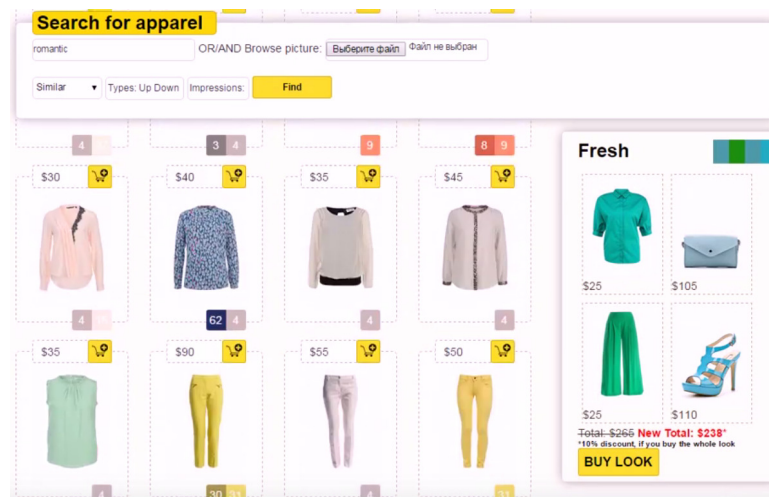 Search for apparel
romantic OR/AND Browse picture: Выберите файл Файл не выбран
Similar Types: Up Down Impressions: Find
4 3 4 9 8 9
$30 $40 $35 $45
4 62 4 4 4
$35 $90 $55 $50
4 30 31 4 31
Fresh
$25 $105
$25 $110
Total: $265 New Total: $238*
*10% discount, if you buy the whole look
BUY LOOK